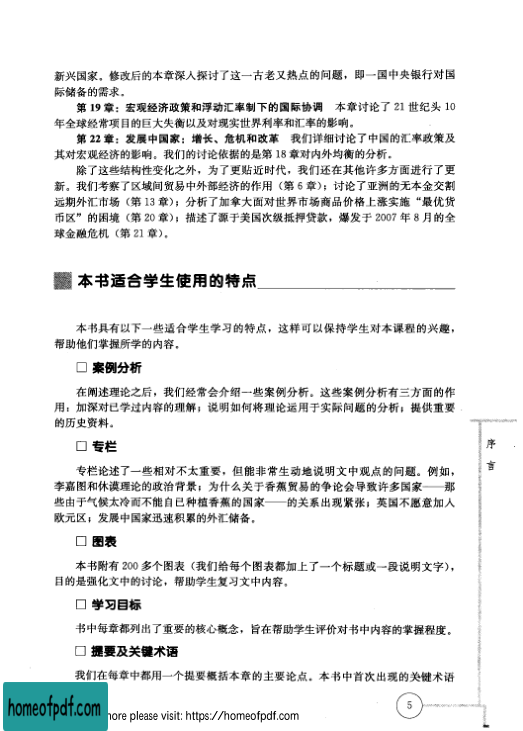 新兴国家。修改后的本章深入探讨了这一古老又热点的问题，即一国中央银行对国
际储备的需求。
第 19 章：宏观经济政策和浮动汇率制下的国际协调 本章讨论了 21 世纪头 10
年全球经常项目的巨大失衡以及对现实世界利率和汇率的影响。
第 22 章：发展中国家：增长、危机和改革 我们详细讨论了中国的汇率政策及
其对宏观经济的影响。我们的讨论依据的是第 18 章对内外均衡的分析。
除了这些结构性变化之外，为了更贴近时代，我们还在其他许多方面进行了更
新。我们考察了区域间贸易中外部经济的作用（第 6 章）；讨论了亚洲的无本金交割
远期外汇市场（第 13 章）；分析了加拿大面对世界市场商品价格上涨实施“最优货
币区”的困境（第 20 章）；描述了源于美国次级抵押贷款，爆发于 2007 年 8 月的全
球金融危机（第 21 章）。
本书适合学生使用的特点
本书具有以下一些适合学生学习的特点，这样可以保持学生对本课程的兴趣，
帮助他们掌握所学的内容。
□ 案例分析
在阐述理论之后，我们经常会介绍一些案例分析。这些案例分析有三方面的作
用：加深对已学过内容的理解；说明如何将理论运用于实际问题的分析；提供重要
的历史资料。
□ 专栏
专栏论述了一些相对不太重要，但能非常生动地说明文中观点的问题。例如，
李嘉图和休谟理论的政治背景；为什么关于香蕉贸易的争论会导致许多国家——那
些由于气候太冷而不能自己种植香蕉的国家——的关系出现紧张；英国不愿意加入
欧元区；发展中国家迅速积累的外汇储备。
□ 图表
本书附有 200 多个图表（我们给每个图表都加上了一个标题或一段说明文字），
目的是强化文中的讨论，帮助学生复习文中内容。
□ 学习目标
书中每章都列出了重要的核心概念，旨在帮助学生评价对书中内容的掌握程度。
□ 提要及关键术语
我们在每章中都用一个提要概括本章的主要论点。本书中首次出现的关键术语
序
言
5
homeofpdf.com
more please visit: https://homeofpdf.com